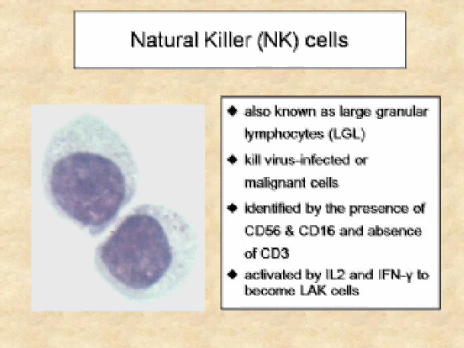 Natural Killer (NK) cells
◆ also known as large granular
lymphocytes (LGL)
◆ kill virus-infected or
malignant cells
◆ identified by the presence of
CD56 & CD16 and absence
of CD3
◆ activated by IL2 and IFN-γ to
become LAK cells